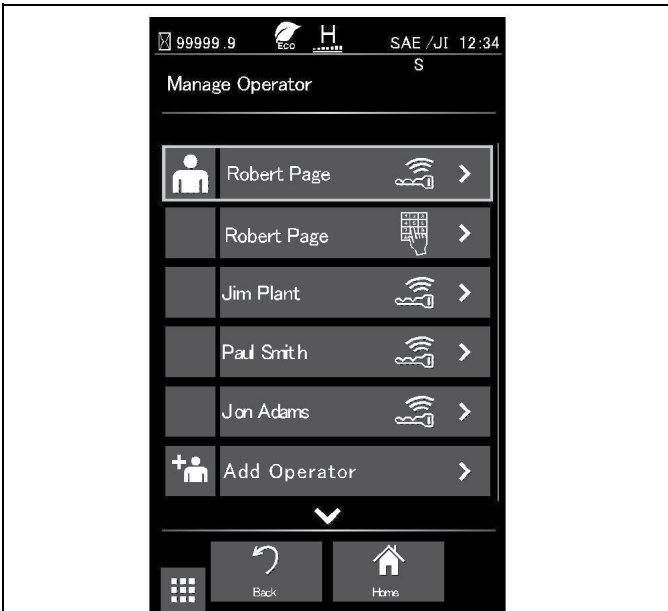 99999.9 ECO H SAE /JI 12:34
S
Manage Operator
Robert Page
Robert Page
Jim Plant
Paul Smith
Jon Adams
Add Operator
Back Home